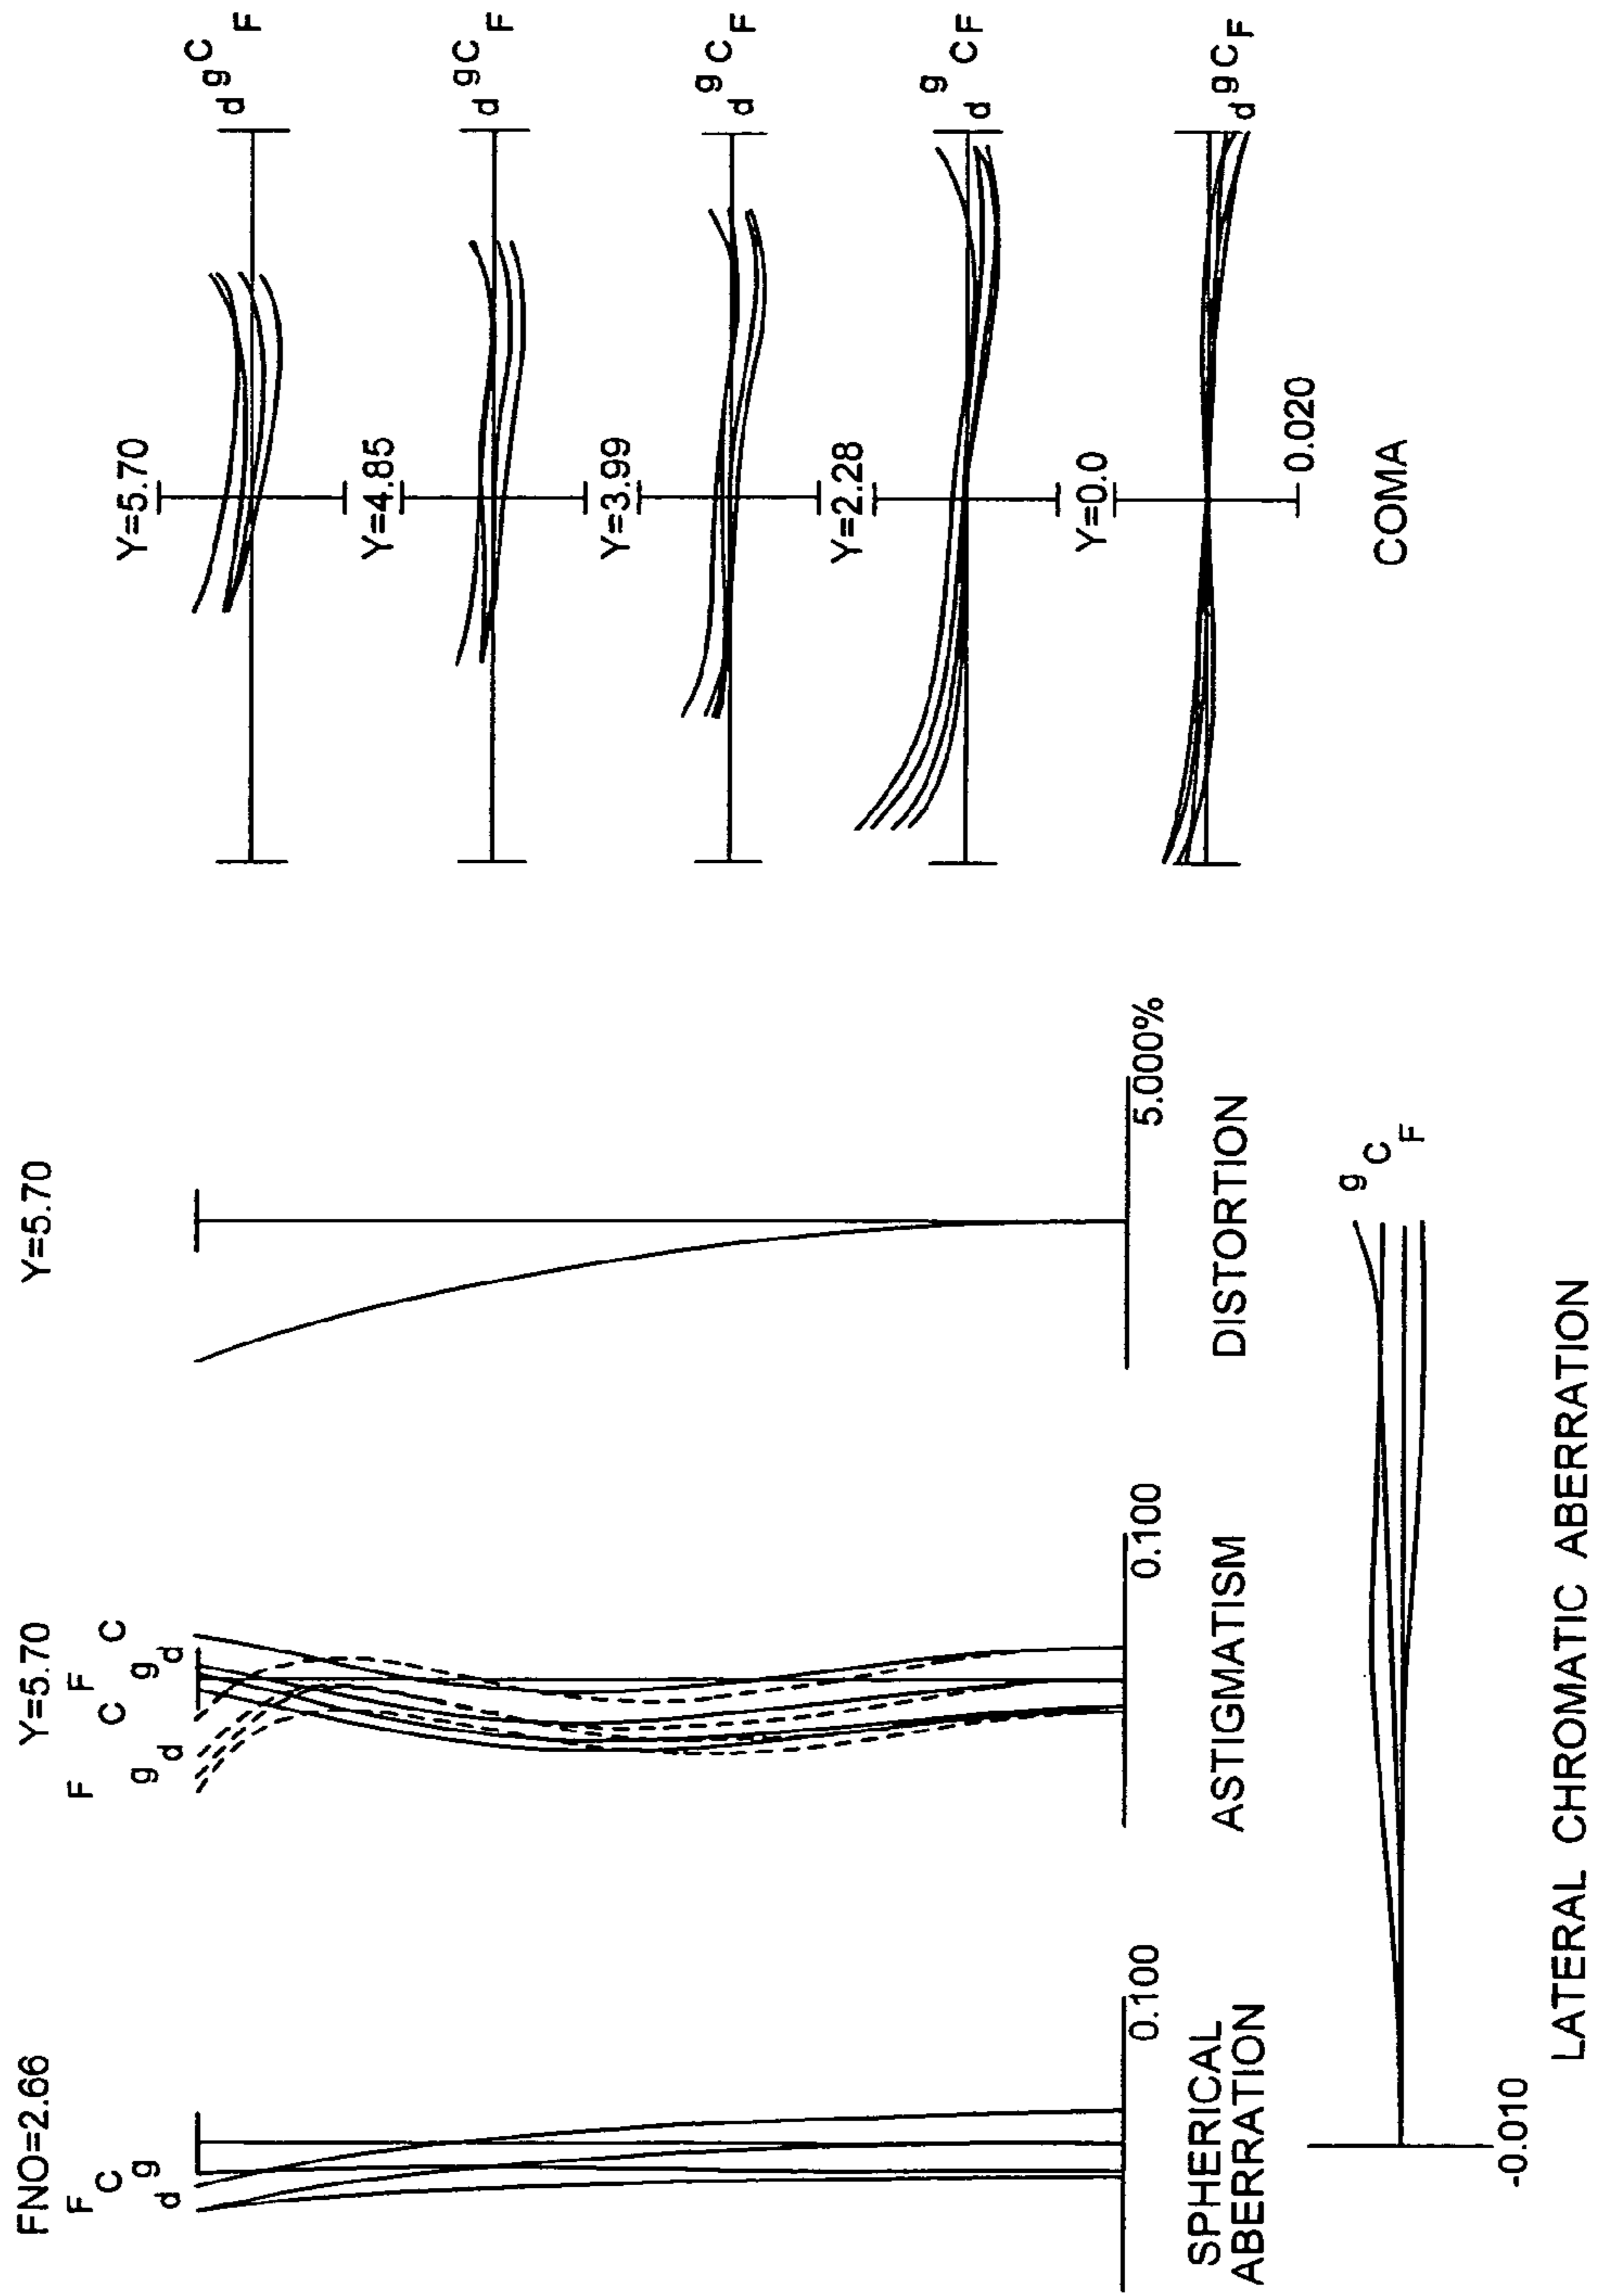 FNO=2.66
F
C
g
d
0.100
SPHERICAL
ABERRATION
Y=5.70
F
g
d
C
F
g
d
C
0.100
ASTIGMATISM
Y=5.70
5.000%
DISTORTION
Y=5.70
d g C F
Y=4.85
d g C F
Y=3.99
d g C F
Y=2.28
d g C F
Y=0.0
d g C F
0.020
COMA
g
C
F
-0.010
LATERAL CHROMATIC ABERRATION